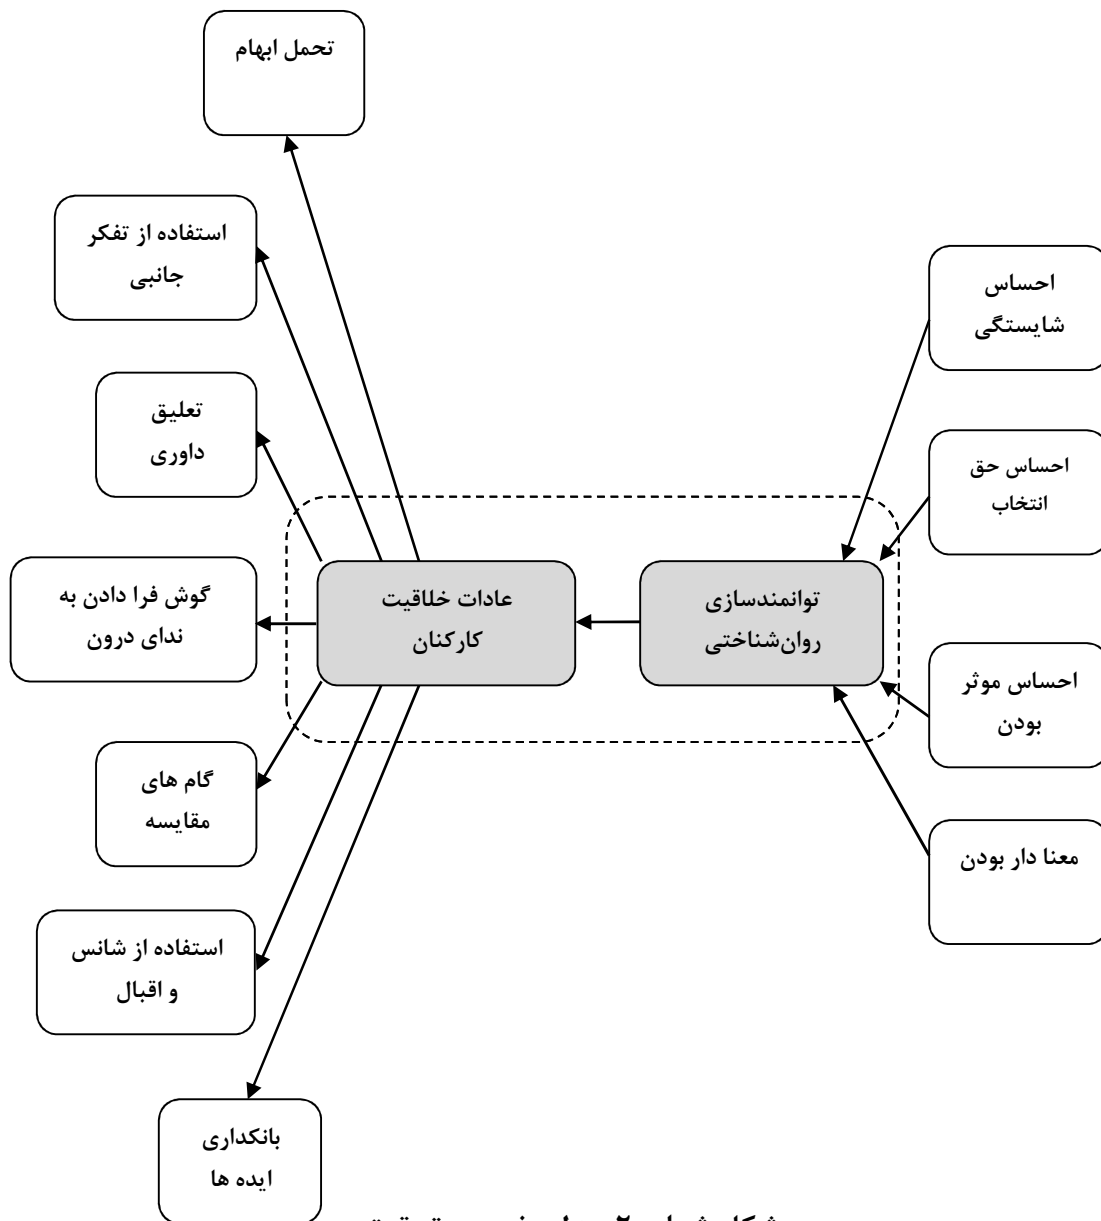 تحمل ابهام
استفاده از تفکر
جانبی
احساس
شایستگی
تعلیق
داوری
احساس حق
انتخاب
گوش فرا دادن به
ندای درون
عادات خلاقیت
کارکنان
توانمندسازی
روان‌شناختی
احساس موثر
بودن
گام های
مقایسه
معنا دار بودن
استفاده از شانس
و اقبال
بانکداری
ایده ها